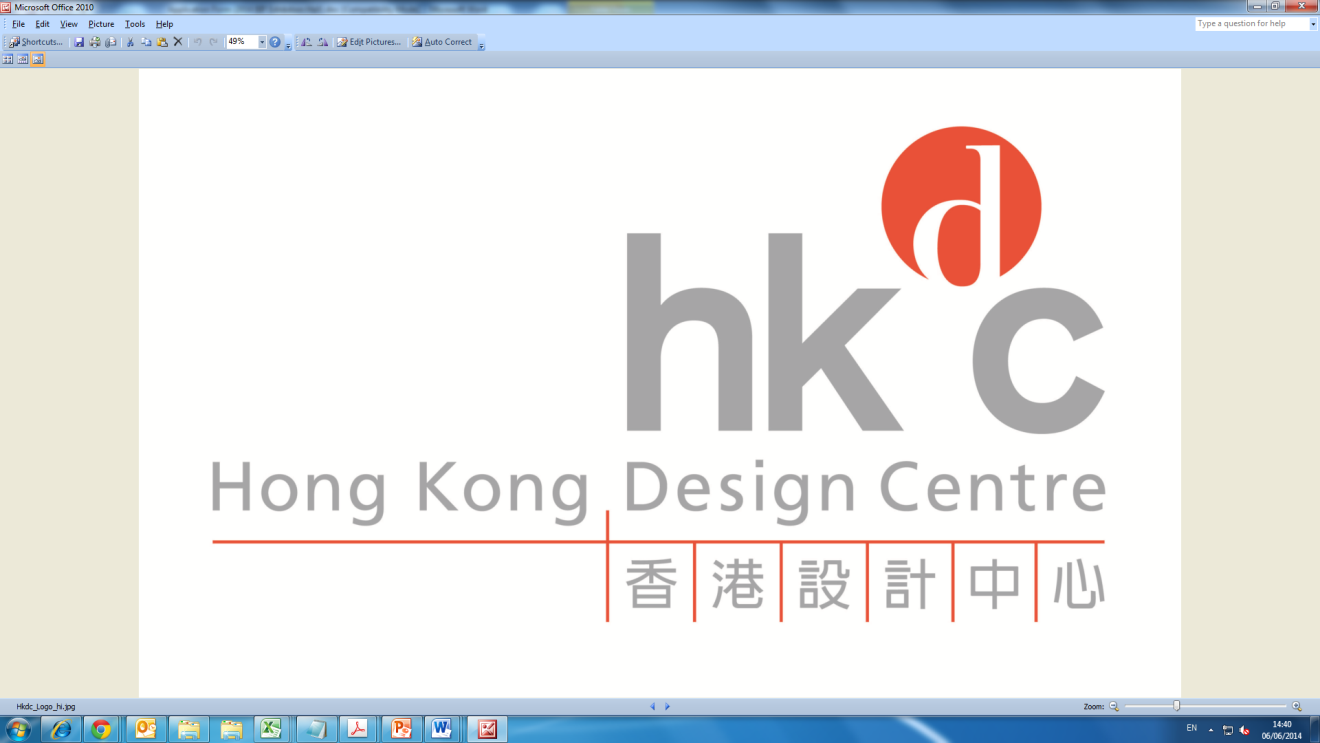 Microsoft Office 2010
File Edit View Picture Tools Help
Type a question for help
Shortcuts... 49% Edit Pictures... Auto Correct
d
hk c
Hong Kong Design Centre
香港設計中心
Hkdc_Logo_hi.jpg
Zoom:
EN
14:40
06/06/2014